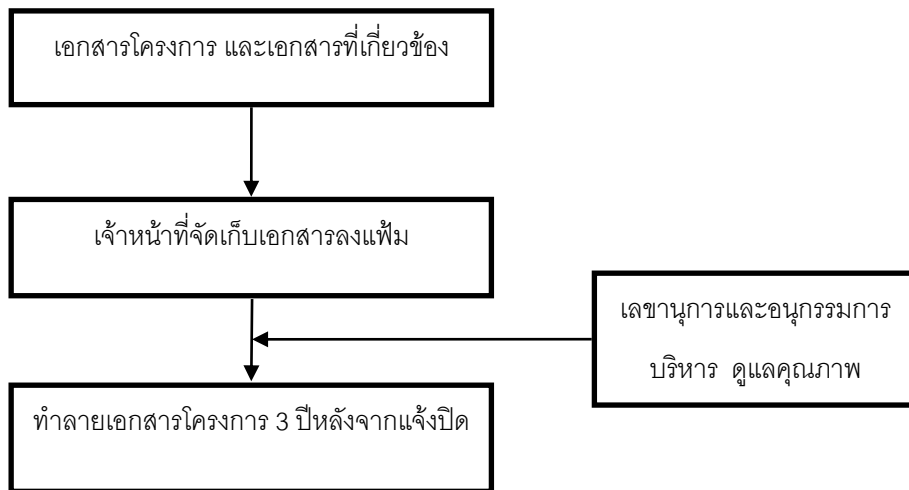 เอกสารโครงการ และเอกสารที่เกี่ยวข้อง
เจ้าหน้าที่จัดเก็บเอกสารลงแฟ้ม
เลขานุการและอนุกรรมการ
บริหาร ดูแลคุณภาพ
ทำลายเอกสารโครงการ 3 ปีหลังจากแจ้งปิด